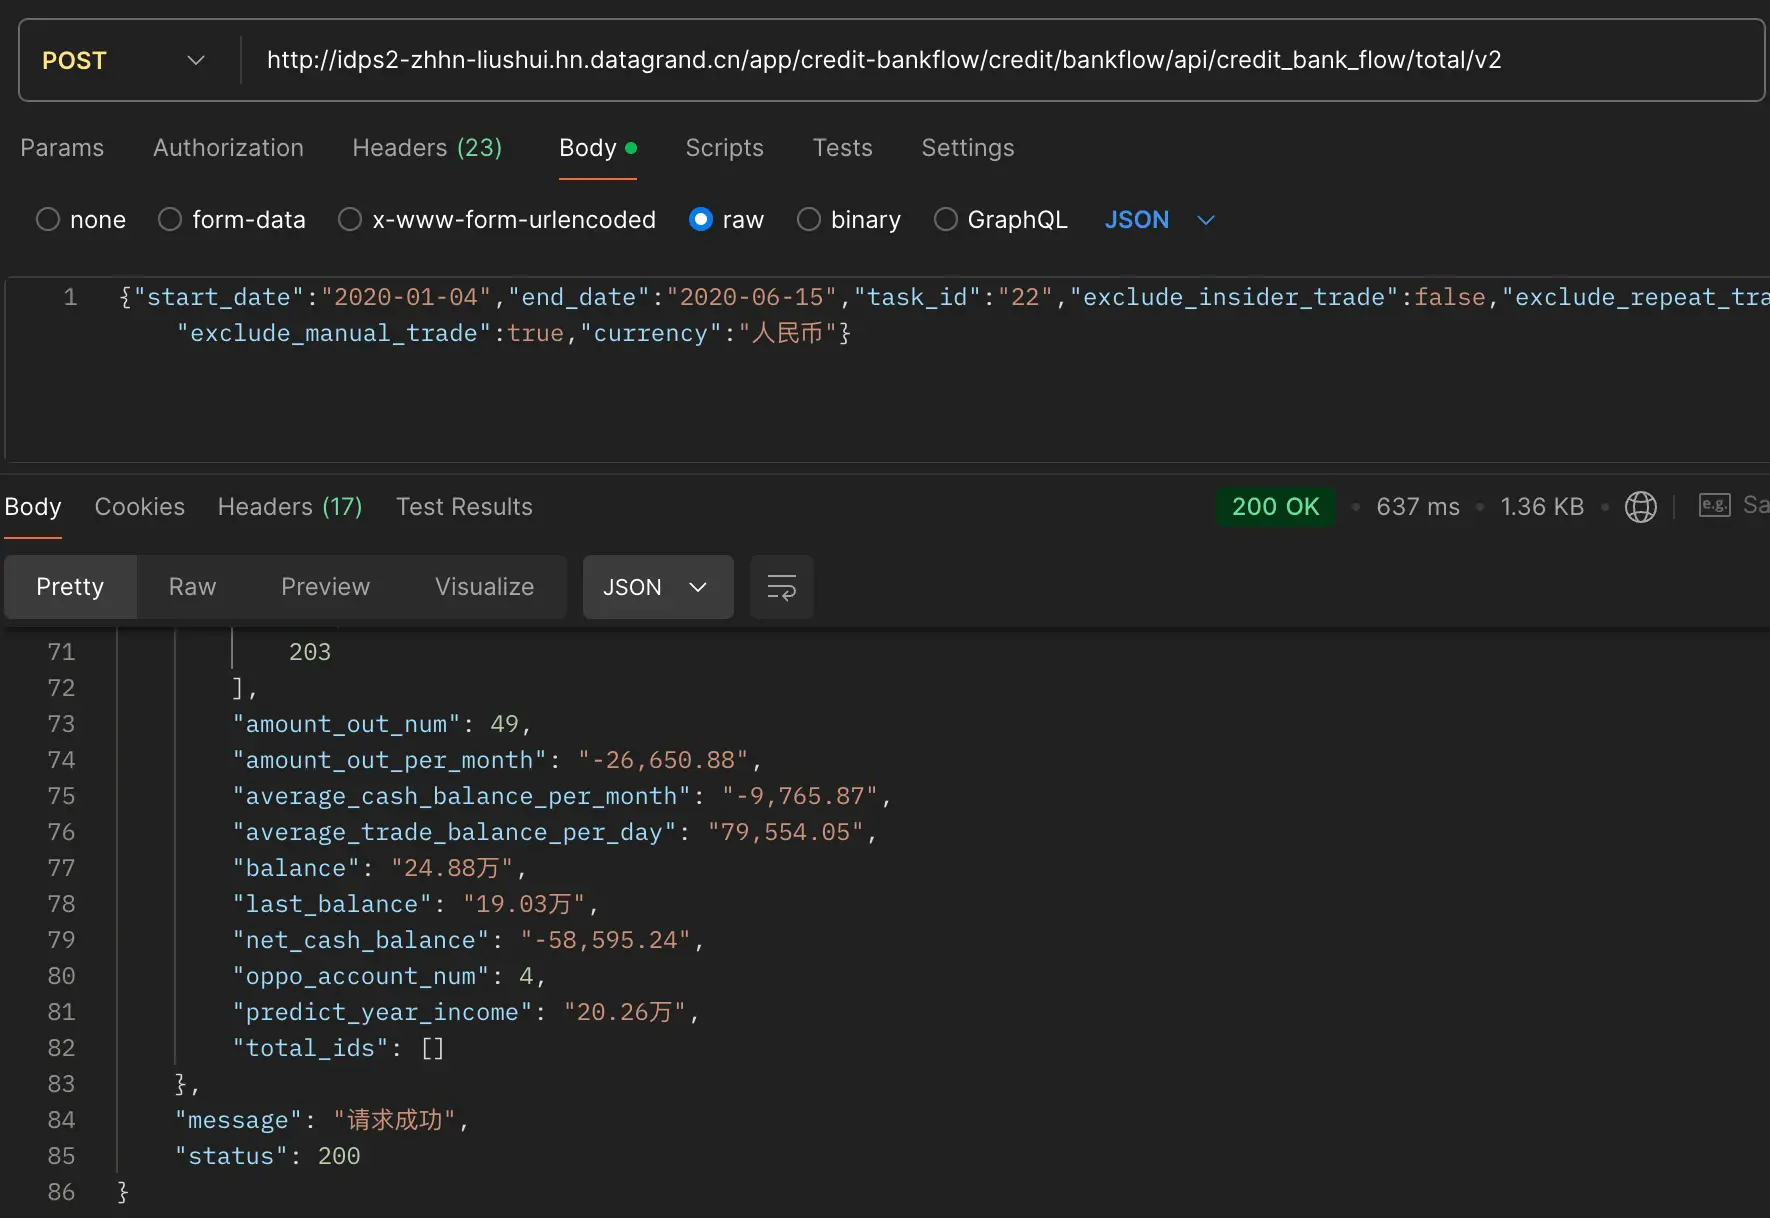 POST http://idps2-zhhn-liushui.hn.datagrand.cn/app/credit-bankflow/credit/bankflow/api/credit_bank_flow/total/v2
Params Authorization Headers (23) Body Scripts Tests Settings
none form-data x-www-form-urlencoded raw binary GraphQL JSON
1 {"start_date":"2020-01-04","end_date":"2020-06-15","task_id":"22","exclude_insider_trade":false,"exclude_repeat_tra
"exclude_manual_trade":true,"currency":"人民币"}
Body Cookies Headers (17) Test Results 200 OK 637 ms 1.36 KB e.g. Sa
Pretty Raw Preview Visualize JSON
71 203
72 ],
73 "amount_out_num": 49,
74 "amount_out_per_month": "-26,650.88",
75 "average_cash_balance_per_month": "-9,765.87",
76 "average_trade_balance_per_day": "79,554.05",
77 "balance": "24.88万",
78 "last_balance": "19.03万",
79 "net_cash_balance": "-58,595.24",
80 "oppo_account_num": 4,
81 "predict_year_income": "20.26万",
82 "total_ids": []
83 },
84 "message": "请求成功",
85 "status": 200
86 }